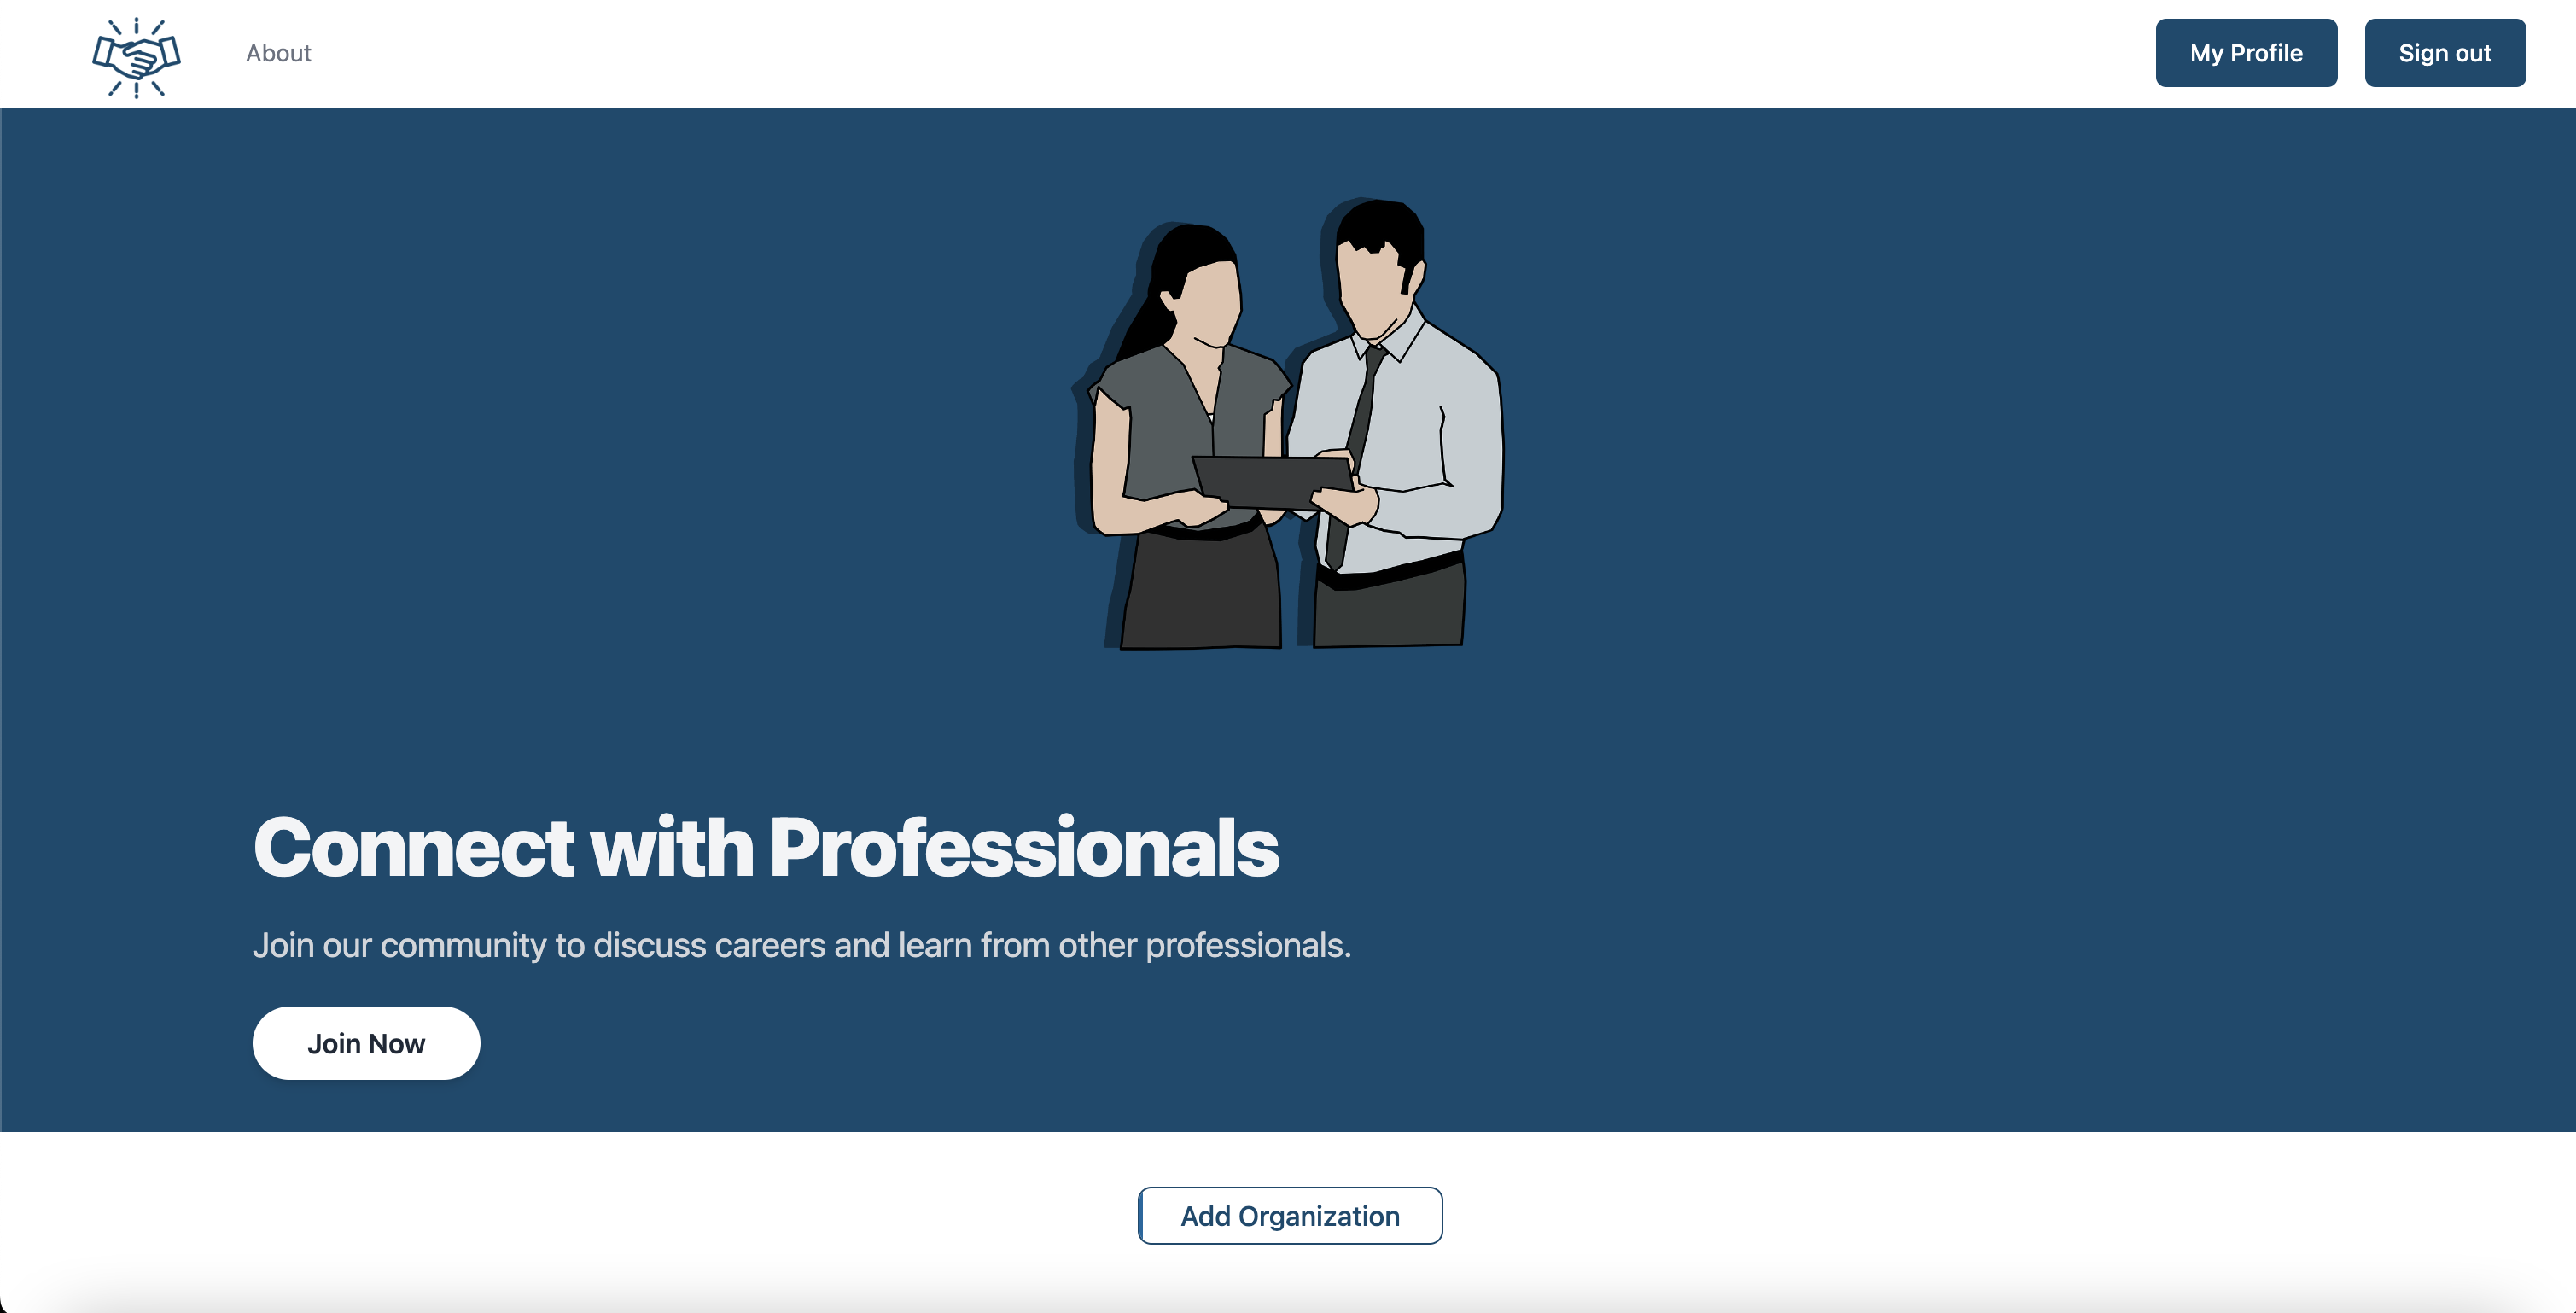 About
My Profile
Sign out
Connect with Professionals
Join our community to discuss careers and learn from other professionals.
Join Now
Add Organization